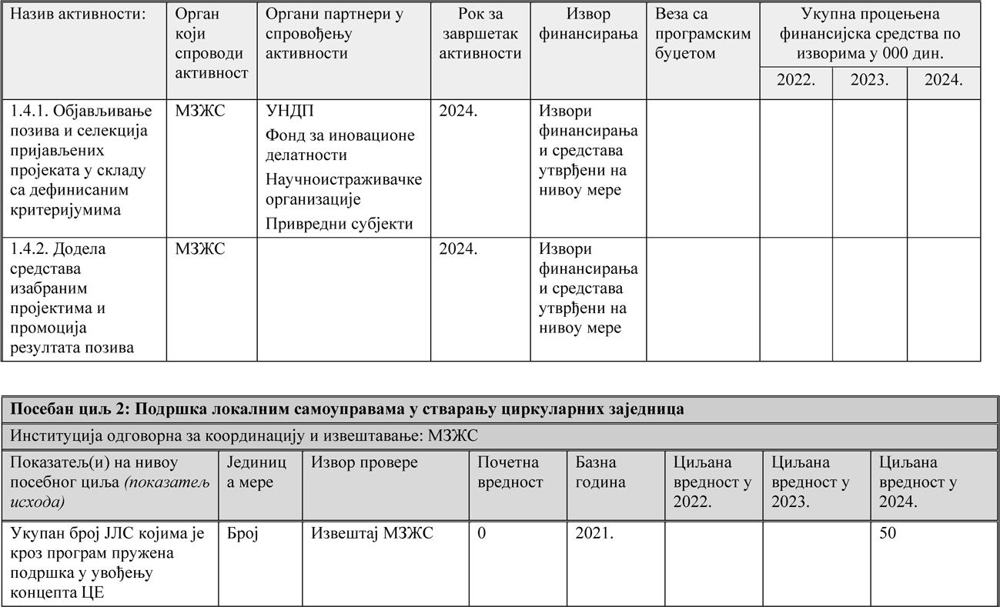 Назив активности:
Орган
који
спроводи
активност
Органи партнери у
спровођењу
активности
Рок за
завршетак
активности
Извор
финансирања
Веза са
програмским
буџетом
Укупна процењена
финансијска средства по
изворима у 000 дин.
2022.
2023.
2024.
1.4.1. Објављивање
позива и селекција
пријављених
пројеката у складу
са дефинисаним
критеријумима
МЗЖС
УНДП
Фонд за иновационе
делатности
Научноистраживачке
организације
Привредни субјекти
2024.
Извори
финансирања
и средстава
утврђени на
нивоу мере
1.4.2. Додела
средстава
изабраним
пројектима и
промоција
резултата позива
МЗЖС
2024.
Извори
финансирања
и средстава
утврђени на
нивоу мере
Посебан циљ 2: Подршка локалним самоуправама у стварању циркуларних заједница
Институција одговорна за координацију и извештавање: МЗЖС
Показатељ(и) на нивоу
посебног циља (показатељ
исхода)
Јединиц
а мере
Извор провере
Почетна
вредност
Базна
година
Циљана
вредност у
2022.
Циљана
вредност у
2023.
Циљана
вредност у
2024.
Укупан број ЈЛС којима је
кроз програм пружена
подршка у увођењу
концепта ЦЕ
Број
Извештај МЗЖС
0
2021.
50